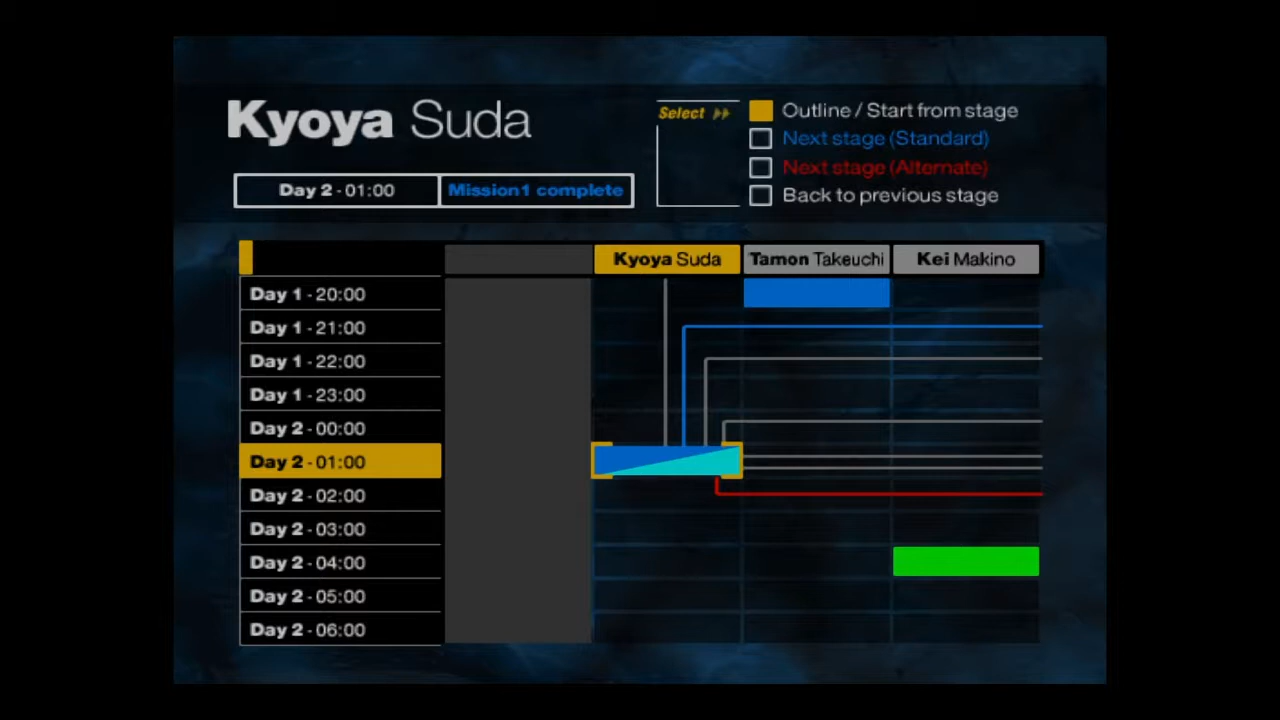 Kyoya Suda
Select
Outline / Start from stage
Next stage (Standard)
Next stage (Alternate)
Back to previous stage
Day 2 - 01:00
Mission1 complete
Kyoya Suda
Tamon Takeuchi
Kei Makino
Day 1 - 20:00
Day 1 - 21:00
Day 1 - 22:00
Day 1 - 23:00
Day 2 - 00:00
Day 2 - 01:00
Day 2 - 02:00
Day 2 - 03:00
Day 2 - 04:00
Day 2 - 05:00
Day 2 - 06:00